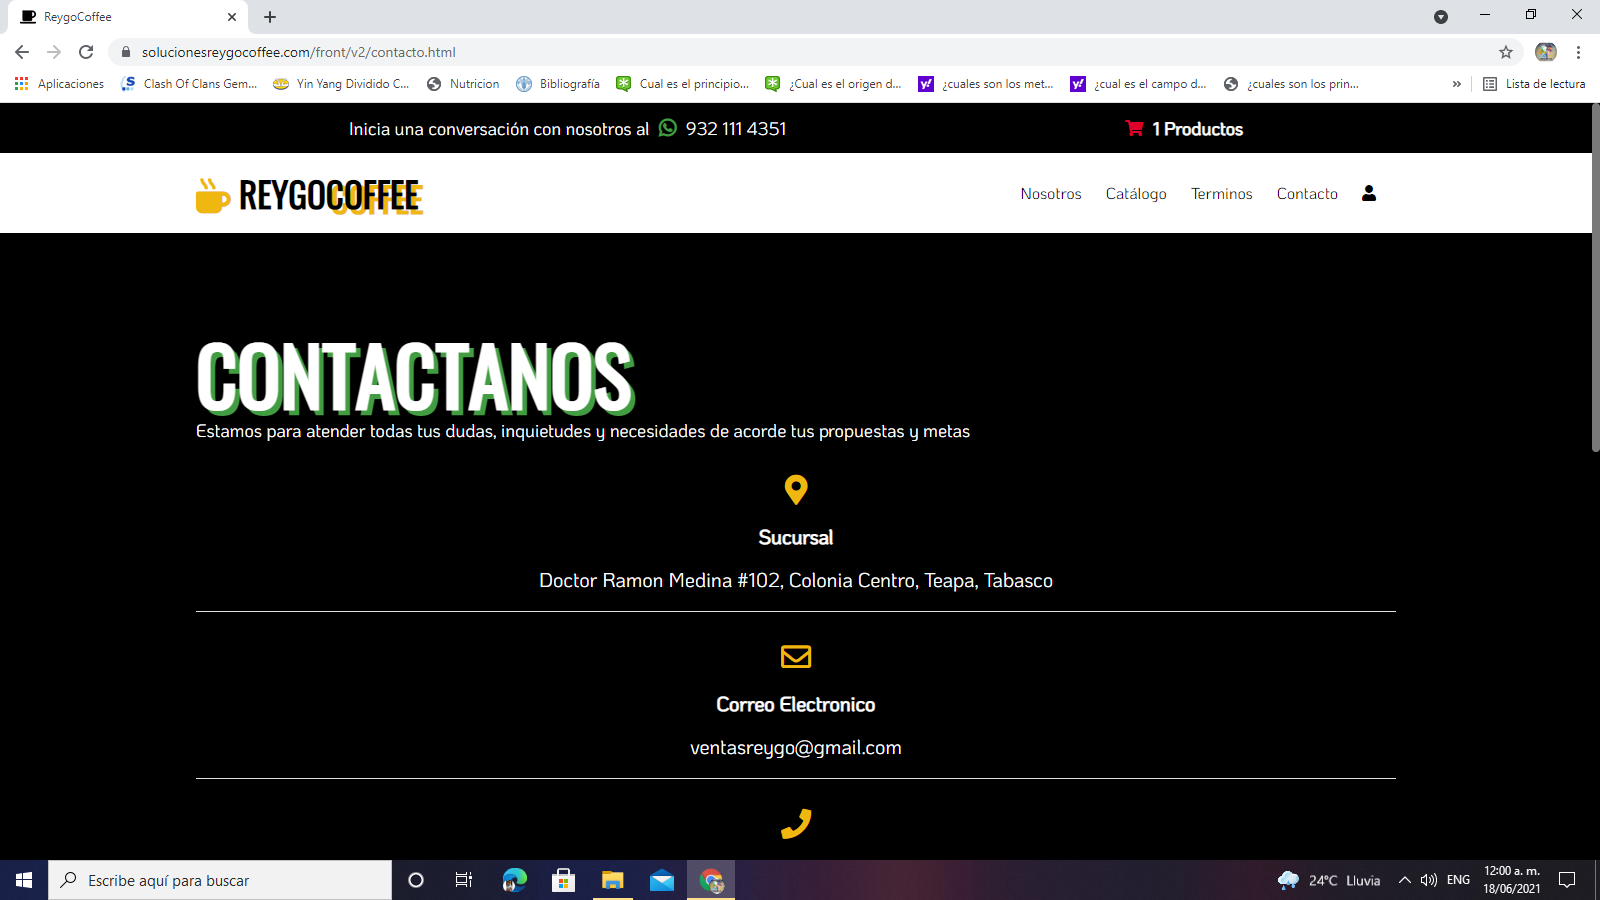 ReygoCoffee
solucionesreygocoffee.com/front/v2/contacto.html
Aplicaciones
Clash Of Clans Gem...
Yin Yang Dividido C...
Nutricion
Bibliografía
Cual es el principio...
¿Cual es el origen d...
¿cuales son los met...
¿cual es el campo d...
¿cuales son los prin...
»
Lista de lectura
Inicia una conversación con nosotros al 932 111 4351
1 Productos
REYGOCOFFEE
Nosotros
Catálogo
Terminos
Contacto
CONTACTANOS
Estamos para atender todas tus dudas, inquietudes y necesidades de acorde tus propuestas y metas
Sucursal
Doctor Ramon Medina #102, Colonia Centro, Teapa, Tabasco
Correo Electronico
ventasreygo@gmail.com
Escribe aquí para buscar
24°C Lluvia
ENG
12:00 a. m.
18/06/2021